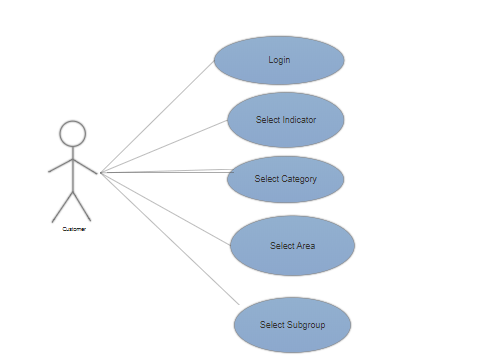 Login
Select Indicator
Select Category
Customer
Select Area
Select Subgroup